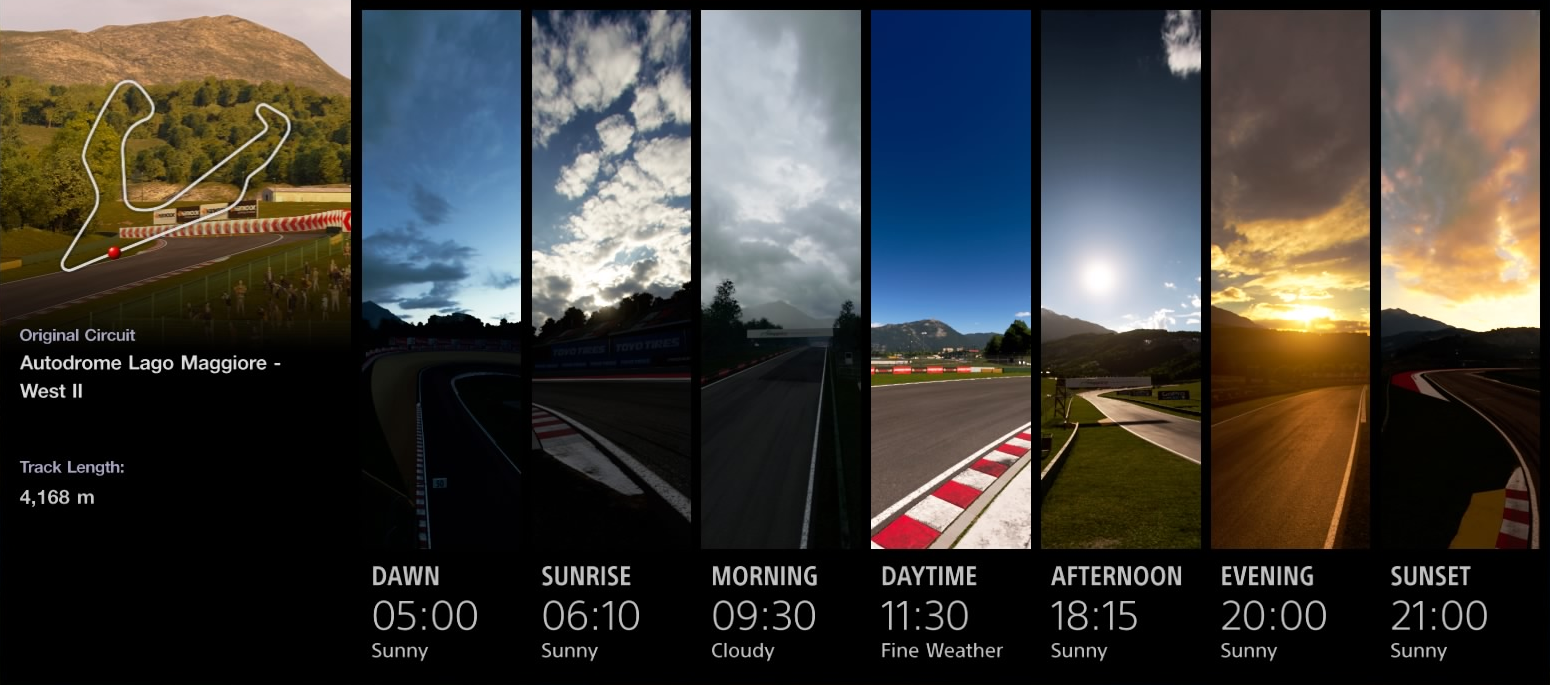 Original Circuit
Autodrome Lago Maggiore -
West II
Track Length:
4,168 m
TOYO TIRES
TOYO TIRES
DAWN
05:00
Sunny
SUNRISE
06:10
Sunny
MORNING
09:30
Cloudy
DAYTIME
11:30
Fine Weather
AFTERNOON
18:15
Sunny
EVENING
20:00
Sunny
SUNSET
21:00
Sunny